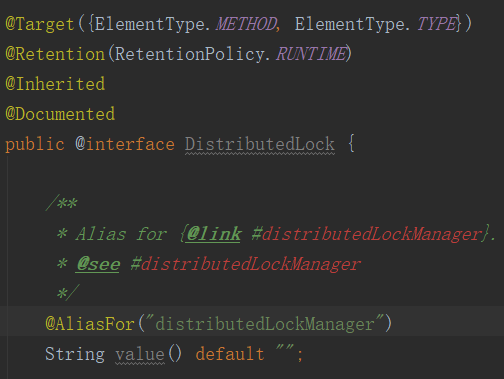 @Target({ElementType.METHOD, ElementType.TYPE})
@Retention(RetentionPolicy.RUNTIME)
@Inherited
@Documented
public @interface DistributedLock {
/**
* Alias for {@link #distributedLockManager}.
* @see #distributedLockManager
*/
@AliasFor("distributedLockManager")
String value() default "";